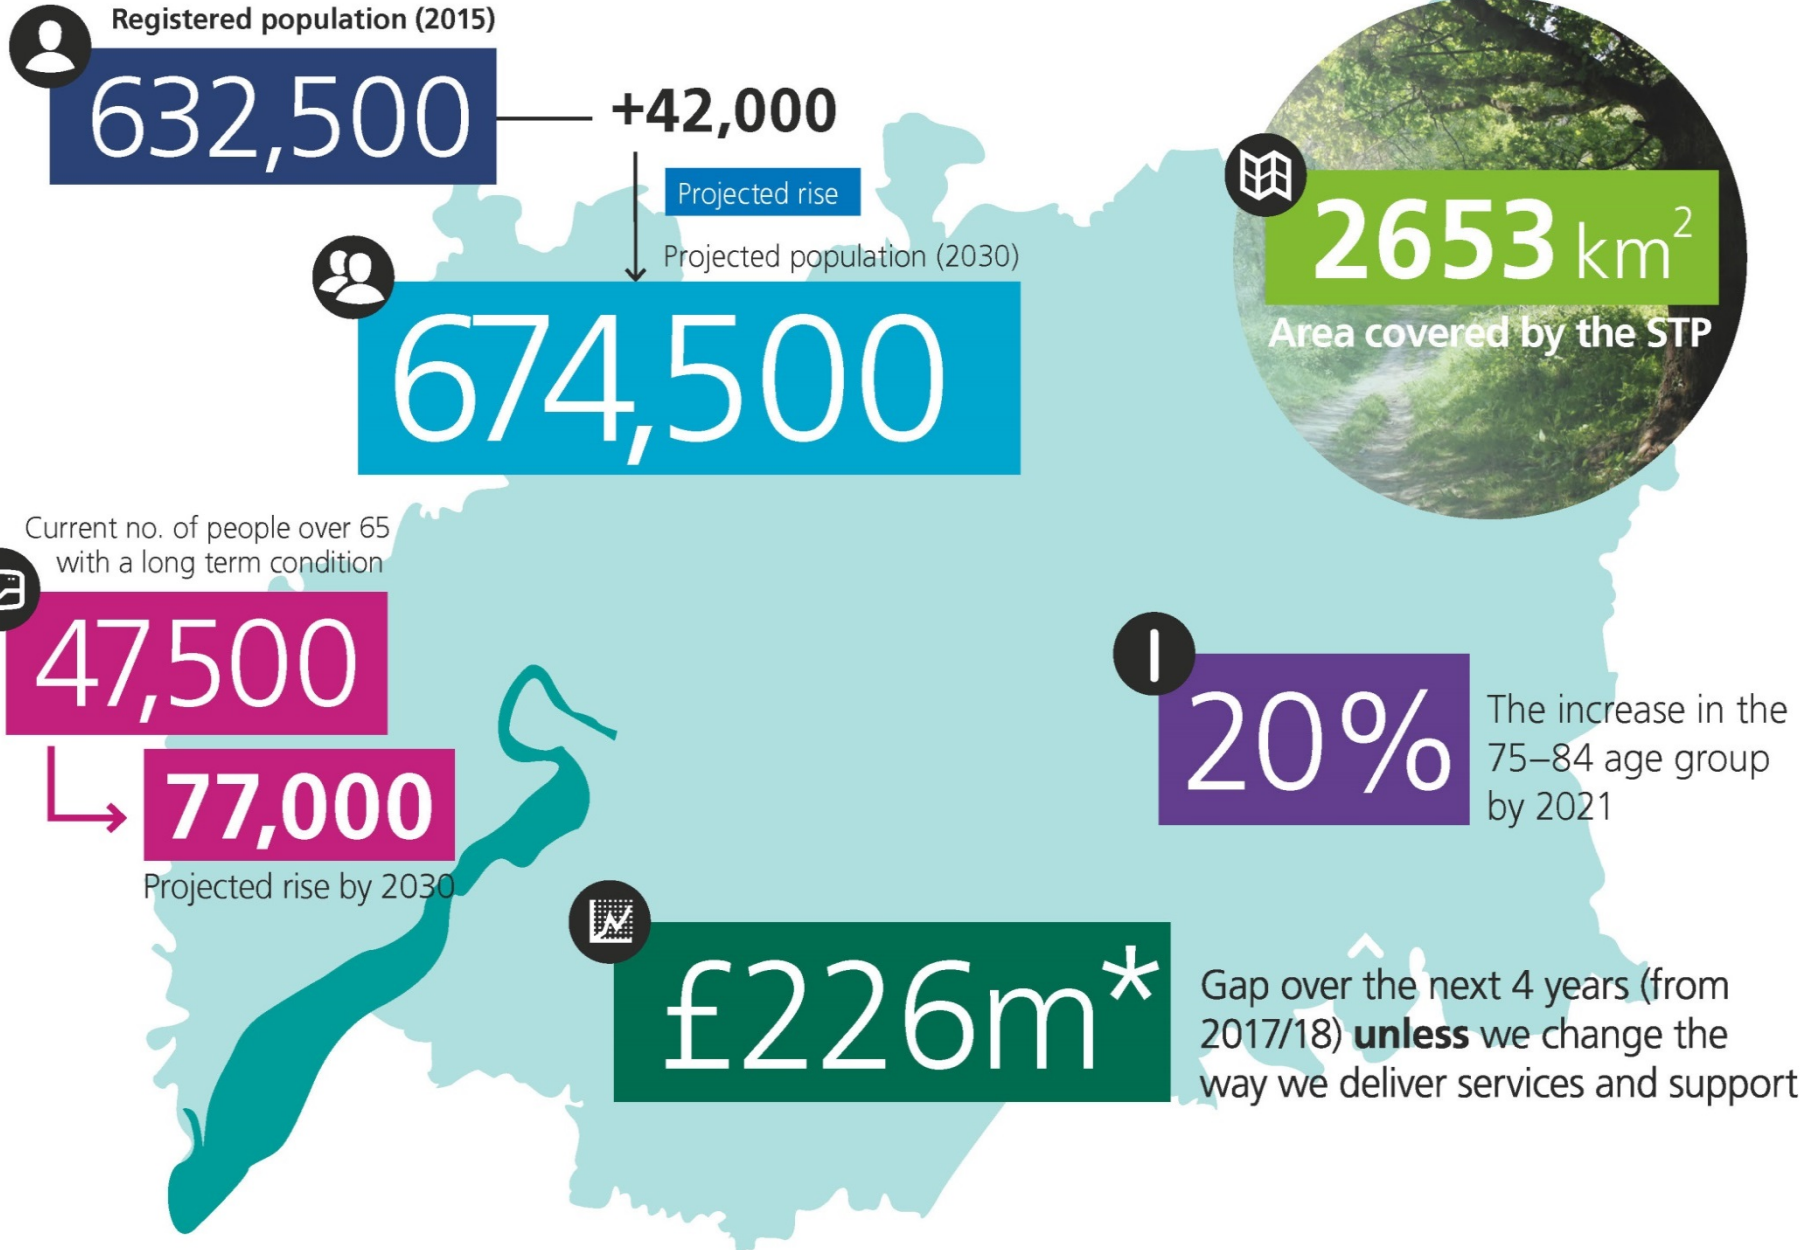 Registered population (2015)
632,500
+42,000
Projected rise
Projected population (2030)
674,500
2653 km²
Area covered by the STP
Current no. of people over 65
with a long term condition
47,500
77,000
Projected rise by 2030
20%
The increase in the
75–84 age group
by 2021
£226m*
Gap over the next 4 years (from
2017/18) unless we change the
way we deliver services and support